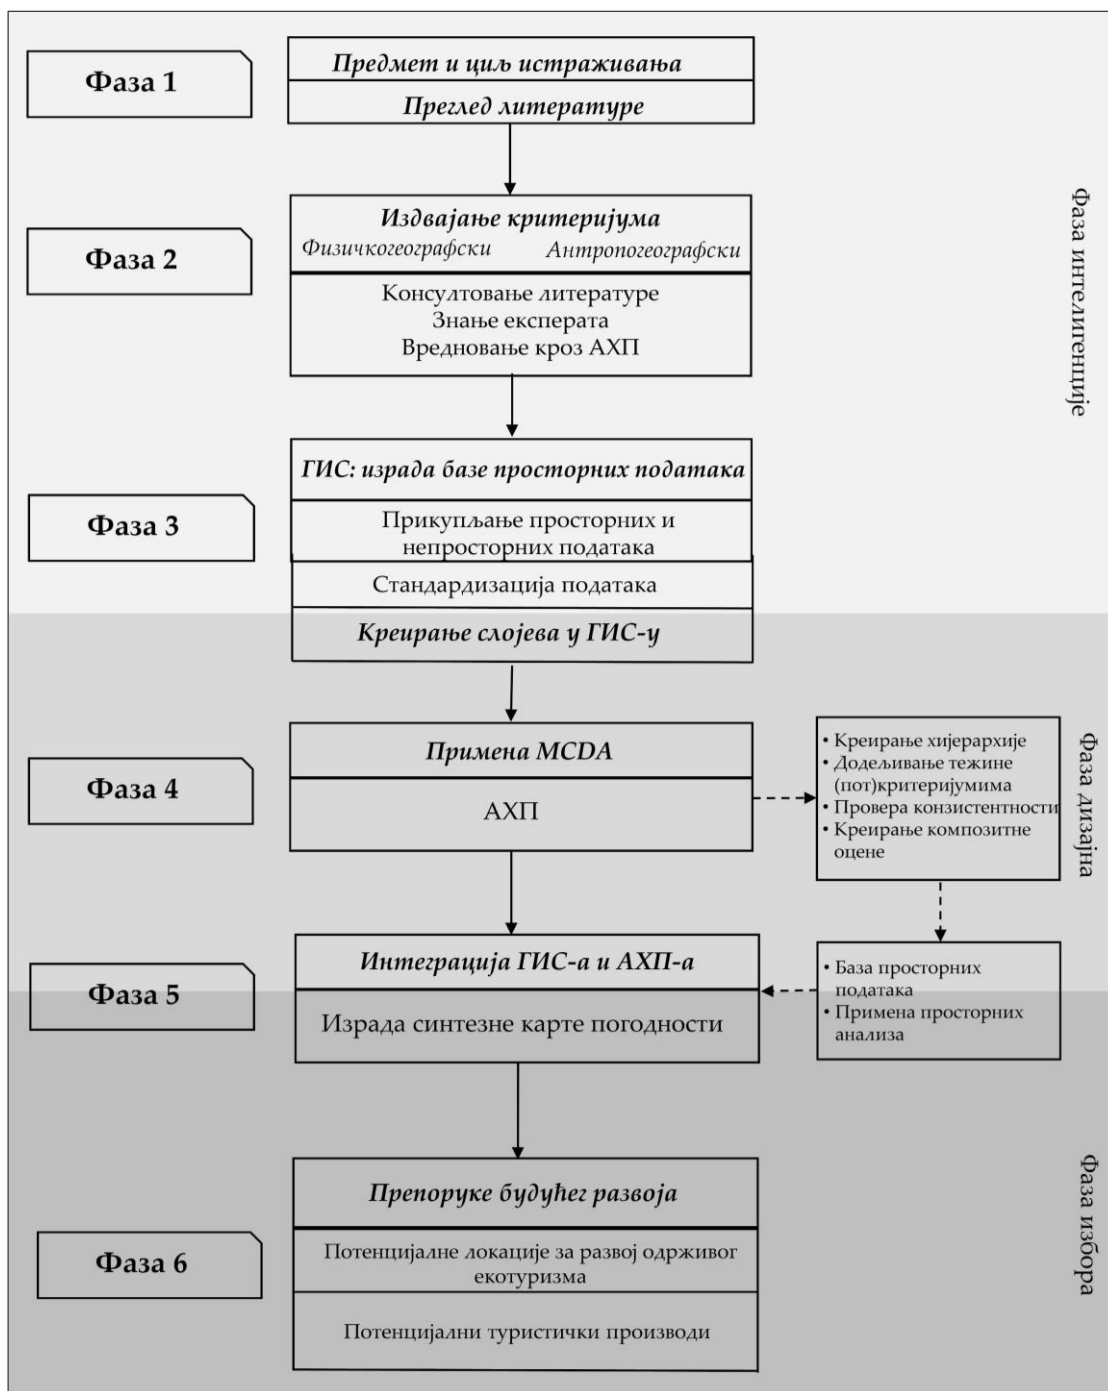 Фаза 1
Предмет и циљ истраживања
Преглед литературе
Фаза 2
Издвајање критеријума
Физичкогеографски Антропогеографски
Консултовање литературе
Знање експерата
Вредновање кроз АХП
Фаза интелигенције
Фаза 3
ГИС: израда базе просторних података
Прикупљање просторних и
непросторних података
Стандардизација података
Креирање слојева у ГИС-у
Фаза 4
Примена MCDA
АХП
• Креирање хијерархије
• Додељивање тежине
(пот)критеријумима
• Провера конзистентности
• Креирање композитне
оцене
Фаза дизајна
Фаза 5
Интеграција ГИС-а и АХП-а
Израда синтезне карте погодности
• База просторних
података
• Примена просторних
анализа
Фаза 6
Препоруке будућег развоја
Потенцијалне локације за развој одрживог
екотуризма
Потенцијални туристички производи
Фаза избора